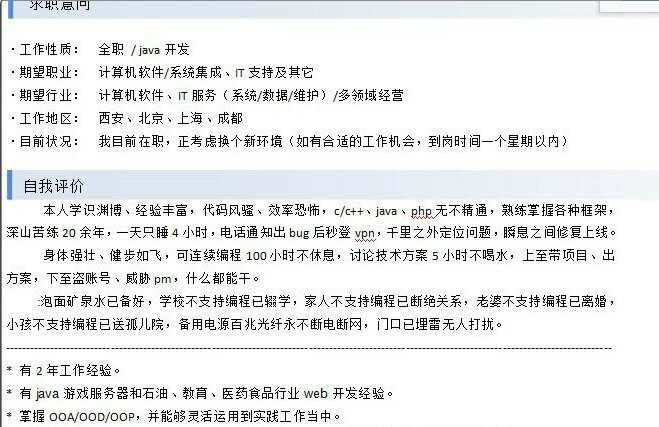 求职意向
·工作性质： 全职 / java 开发
·期望职业： 计算机软件/系统集成、IT 支持及其它
·期望行业： 计算机软件、IT 服务（系统/数据/维护）/多领域经营
·工作地区： 西安、北京、上海、成都
·目前状况： 我目前在职，正考虑换个新环境（如有合适的工作机会，到岗时间一个星期以内）
自我评价
本人学识渊博、经验丰富，代码风骚、效率恐怖，c/c++、java、php 无不精通，熟练掌握各种框架，
深山苦练 20 余年，一天只睡 4 小时，电话通知出 bug 后秒登 vpn，千里之外定位问题，瞬息之间修复上线。
身体强壮、健步如飞，可连续编程 100 小时不休息，讨论技术方案 5 小时不喝水，上至带项目、出
方案，下至盗账号、威胁 pm，什么都能干。
:泡面矿泉水已备好，学校不支持编程已辍学，家人不支持编程已断绝关系，老婆不支持编程已离婚，
小孩不支持编程已送孤儿院，备用电源百兆光纤永不断电断网，门口已埋雷无人打扰。
* 有 2 年工作经验。
* 有 java 游戏服务器和石油、教育、医药食品行业 web 开发经验。
* 掌握 OOA/OOD/OOP，并能够灵活运用到实践工作当中。